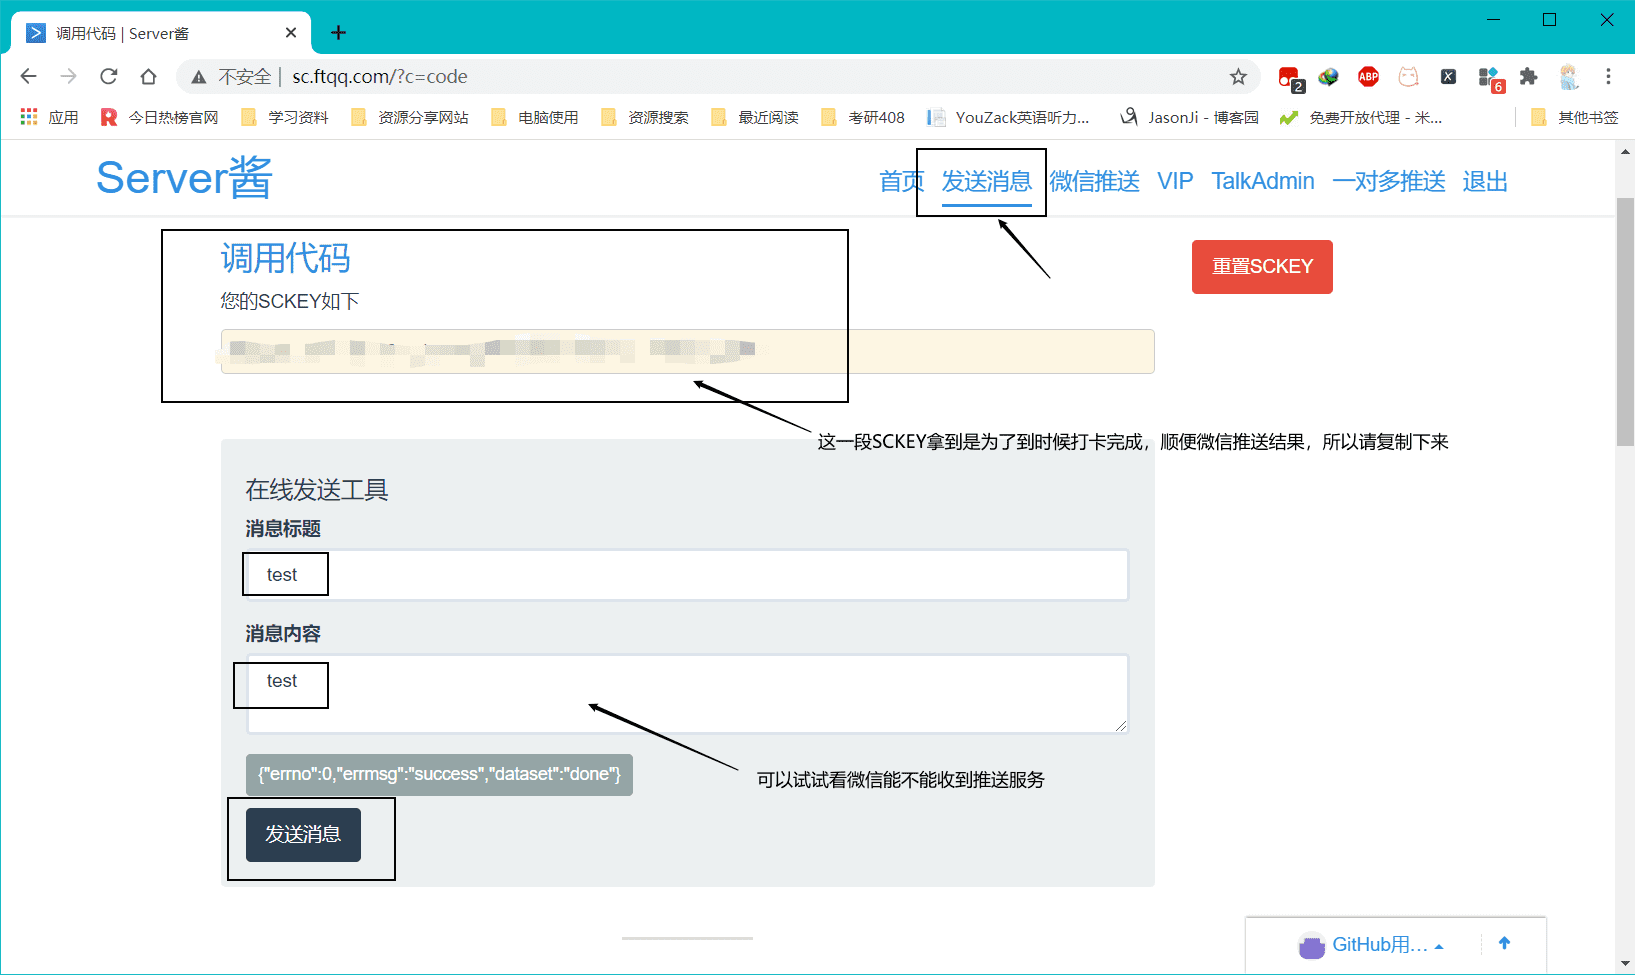 调用代码 | Server酱
不安全 | sc.ftqq.com/?c=code
2
ABP
X
6
应用
今日热榜官网
学习资料
资源分享网站
电脑使用
资源搜索
最近阅读
考研408
YouZack英语听力...
JasonJi - 博客园
免费开放代理 - 米...
其他书签
Server酱
首页 发送消息 微信推送 VIP TalkAdmin 一对多推送 退出
调用代码
重置SCKEY
您的SCKEY如下
这一段SCKEY拿到是为了到时候打卡完成，顺便微信推送结果，所以请复制下来
在线发送工具
消息标题
test
消息内容
test
{"errno":0,"errmsg":"success","dataset":"done"}
可以试试看微信能不能收到推送服务
发送消息
GitHub用...